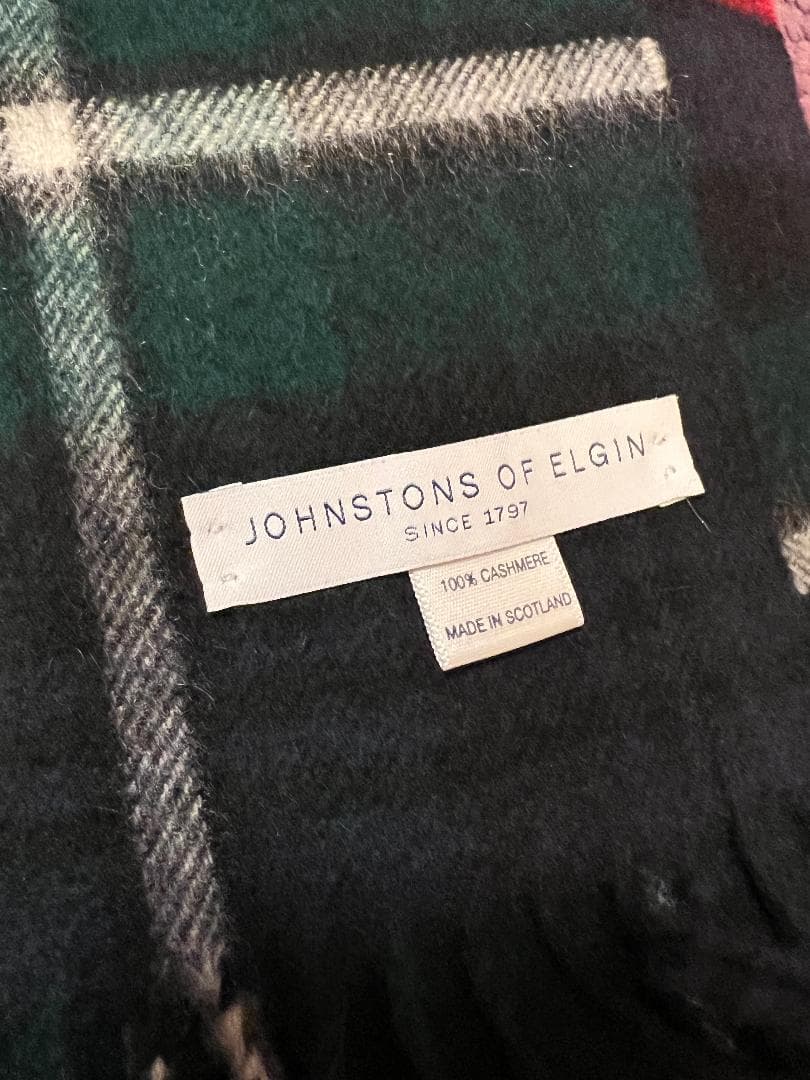 JOHNSTONS OF ELGIN
SINCE 1797
100% CASHMERE
MADE IN SCOTLAND